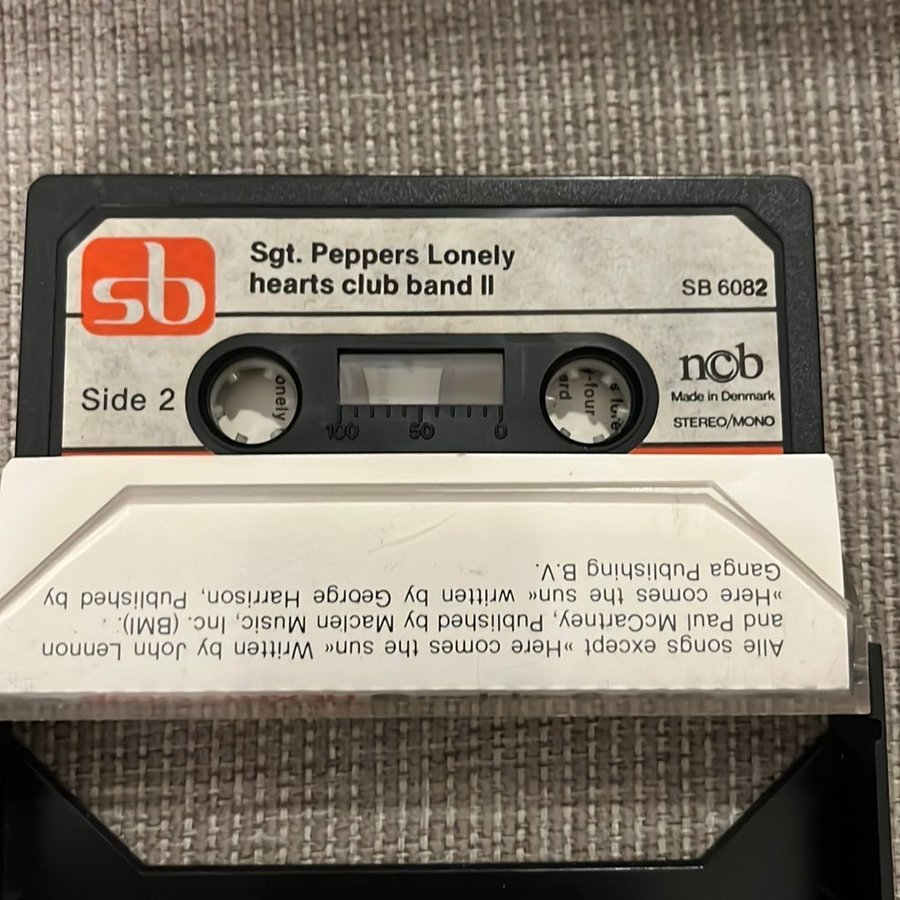 sb
Sgt. Peppers Lonely
hearts club band II
SB 6082
Side 2
ncb
Made in Denmark
STEREO/MONO
100 50 0
onely
Alle songs except »Here comes the sun« Written by John Lennon
and Paul McCartney, Published by Maclen Music, Inc. (BMI).
»Here comes the sun« written by George Harrison, Published by
Ganga Publishing B.V.